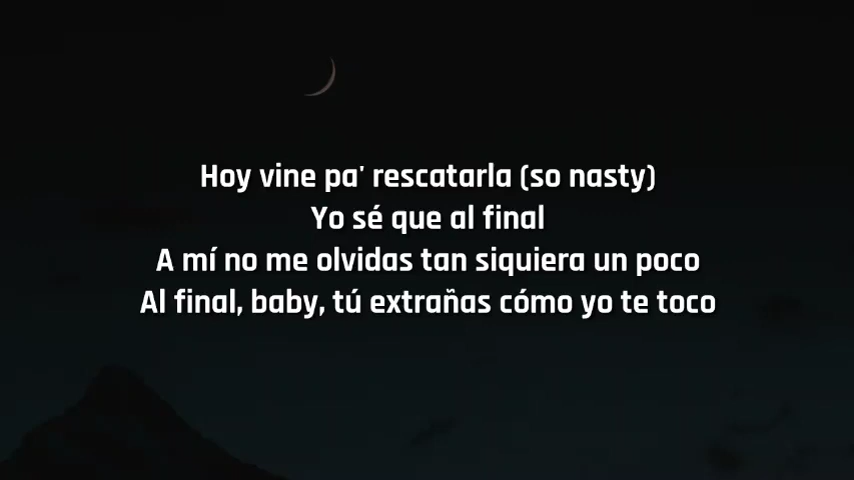 Hoy vine pa' rescatarla (so nasty)
Yo sé que al final
A mí no me olvidas tan siquiera un poco
Al final, baby, tú extrañas cómo yo te toco